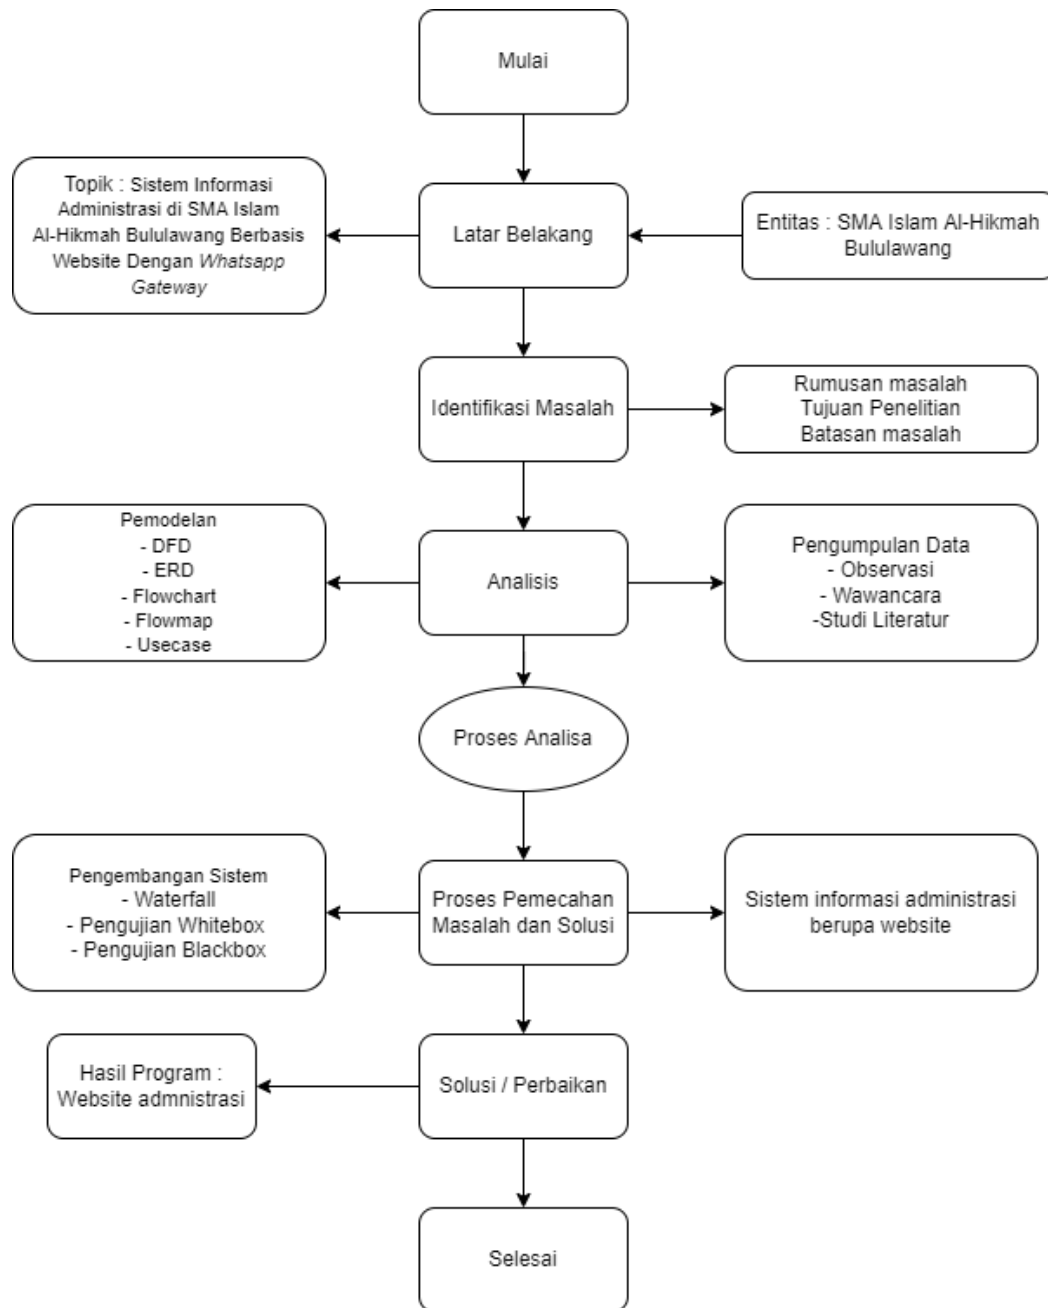 Mulai
Topik : Sistem Informasi
Administrasi di SMA Islam
Al-Hikmah Bululawang Berbasis
Website Dengan Whatsapp
Gateway
Latar Belakang
Entitas : SMA Islam Al-Hikmah
Bululawang
Identifikasi Masalah
Rumusan masalah
Tujuan Penelitian
Batasan masalah
Pemodelan
- DFD
- ERD
- Flowchart
- Flowmap
- Usecase
Analisis
Pengumpulan Data
- Observasi
- Wawancara
-Studi Literatur
Proses Analisa
Pengembangan Sistem
- Waterfall
- Pengujian Whitebox
- Pengujian Blackbox
Proses Pemecahan
Masalah dan Solusi
Sistem informasi administrasi
berupa website
Hasil Program :
Website admnistrasi
Solusi / Perbaikan
Selesai